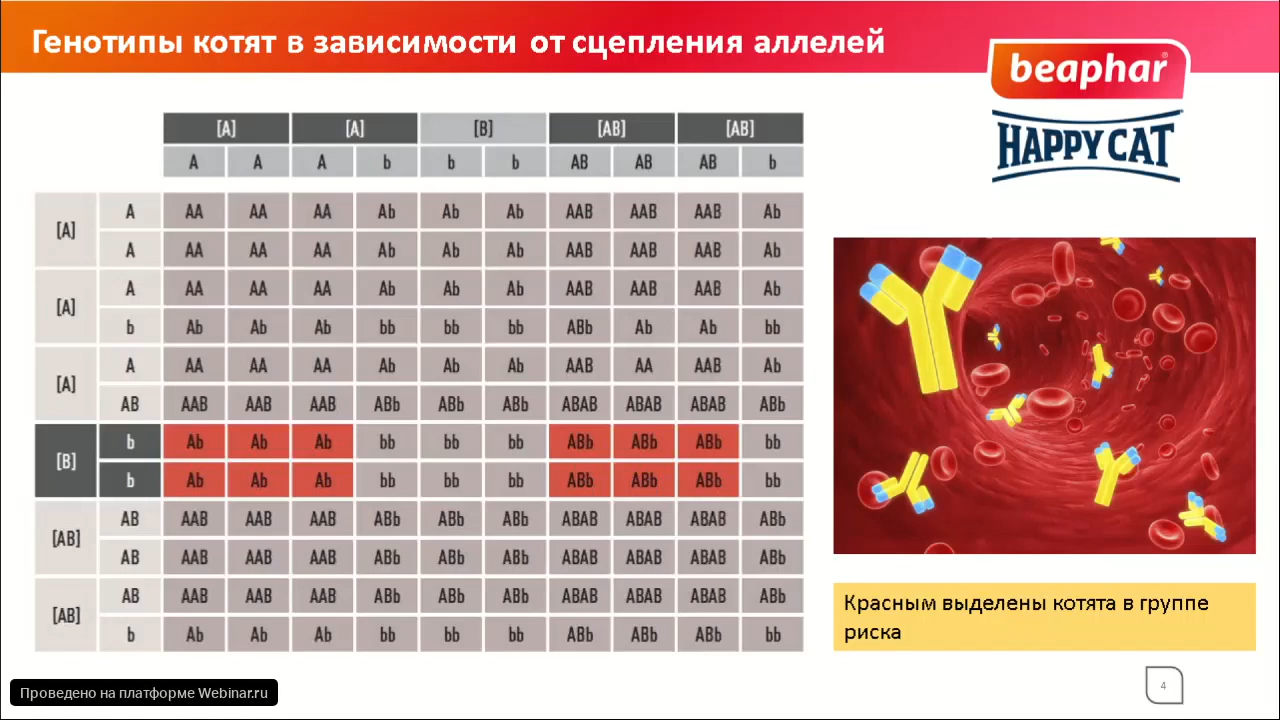 Генотипы котят в зависимости от сцепления аллелей
beaphar®
HAPPY CAT
[A] [A] [B] [AB] [AB]
A A A b b b AB AB AB b
[A] A AA AA AA Ab Ab Ab AAB AAB AAB Ab
A AA AA AA Ab Ab Ab AAB AAB AAB Ab
[A] A AA AA AA Ab Ab Ab AAB AAB AAB Ab
b Ab Ab Ab bb bb bb ABb Ab Ab bb
[A] A AA AA AA Ab Ab Ab AAB AA AAB Ab
AB AAB AAB AAB ABb ABb ABb ABAB ABAB ABAB ABb
[B] b Ab Ab Ab bb bb bb ABb ABb ABb bb
b Ab Ab Ab bb bb bb ABb ABb ABb bb
[AB] AB AAB AAB AAB ABb ABb ABb ABAB ABAB ABAB ABb
AB AAB AAB AAB ABb ABb ABb ABAB ABAB ABAB ABb
[AB] AB AAB AAB AAB ABb ABb ABb ABAB ABAB ABAB ABb
b Ab Ab Ab bb bb bb ABb ABb ABb bb
Красным выделены котята в группе
риска
Проведено на платформе Webinar.ru
4